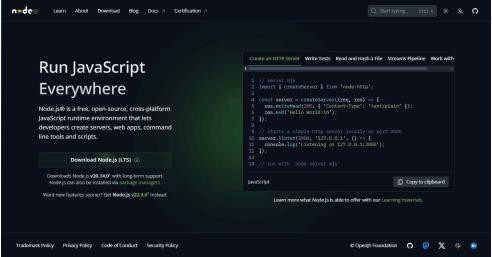 node
Learn About Download Blog Docs ↗ Certification ↗
Start typing... Ctrl K
Run JavaScript
Everywhere
Node.js® is a free, open-source, cross-platform
JavaScript runtime environment that lets
developers create servers, web apps, command
line tools and scripts.
Download Node.js (LTS)
Downloads Node.js v20.14.0¹ with long-term support.
Node.js can also be installed via package managers.
Want new features sooner? Get Node.js v22.3.0¹ instead.
Create an HTTP Server Write Tests Read and Hash a File Streams Pipeline Work with
1 // server.mjs
2 import { createServer } from 'node:http';
3
4 const server = createServer((req, res) => {
5 res.writeHead(200, { 'Content-Type': 'text/plain' });
6 res.end('Hello World!\n');
7 });
8
9 // starts a simple http server locally on port 3000
10 server.listen(3000, '127.0.0.1', () => {
11 console.log('Listening on 127.0.0.1:3000');
12 });
13
14 // run with `node server.mjs`
JavaScript
Copy to clipboard
Learn more what Node.js is able to offer with our Learning materials.
Trademark Policy Privacy Policy Code of Conduct Security Policy
© OpenJS Foundation